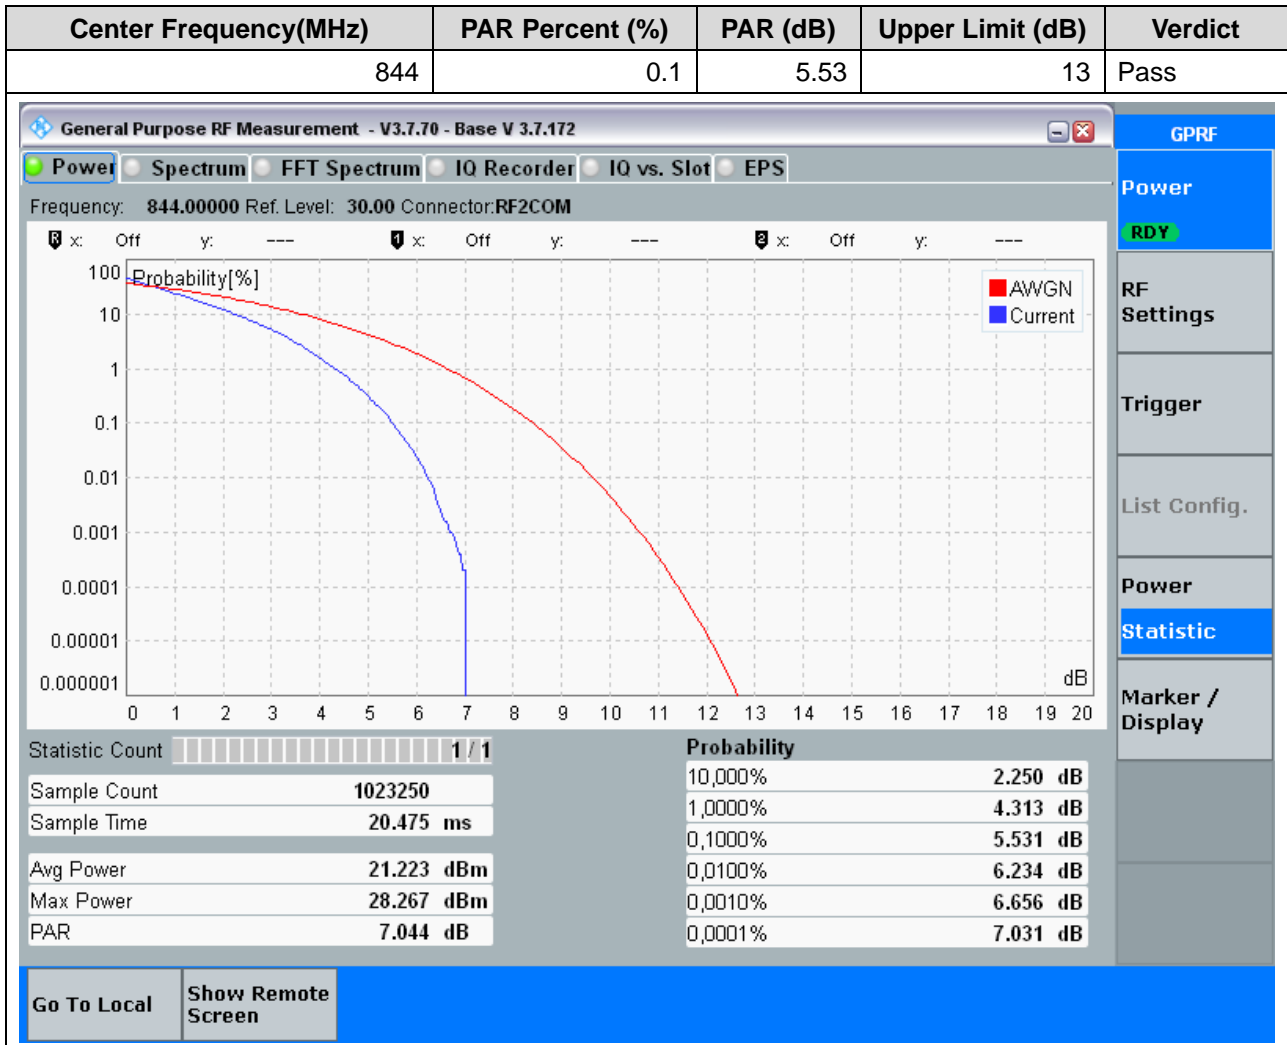 Center Frequency(MHz) PAR Percent (%) PAR (dB) Upper Limit (dB) Verdict
844 0.1 5.53 13 Pass
General Purpose RF Measurement - V3.7.70 - Base V 3.7.172
GPRF
Power Spectrum FFT Spectrum IQ Recorder IQ vs. Slot EPS
Power
RDY
Frequency: 844.00000 Ref. Level: 30.00 Connector:RF2COM
R x: Off y: --- 1 x: Off y: --- 2 x: Off y: ---
Probability[%]
AWGN
Current
100
10
1
0.1
0.01
0.001
0.0001
0.00001
0.000001
dB
0 1 2 3 4 5 6 7 8 9 10 11 12 13 14 15 16 17 18 19 20
RF
Settings
Trigger
List Config.
Power
Statistic
Marker /
Display
Statistic Count 1 / 1
Sample Count 1023250
Sample Time 20.475 ms
Avg Power 21.223 dBm
Max Power 28.267 dBm
PAR 7.044 dB
Probability
10,000% 2.250 dB
1,0000% 4.313 dB
0,1000% 5.531 dB
0,0100% 6.234 dB
0,0010% 6.656 dB
0,0001% 7.031 dB
Go To Local
Show Remote
Screen